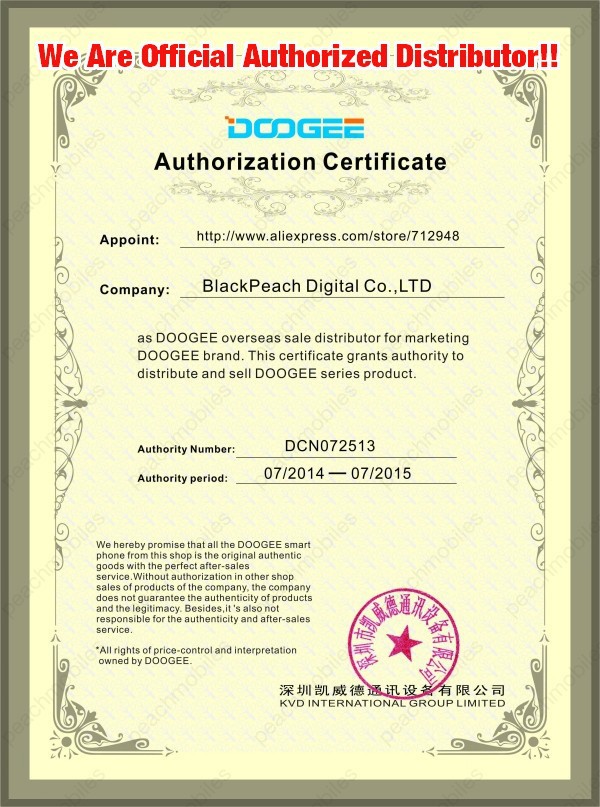 We Are Official Authorized Distributor!!
DOOGEE
Authorization Certificate
Appoint: http://www.aliexpress.com/store/712948
Company: BlackPeach Digital Co.,LTD
as DOOGEE overseas sale distributor for marketing
DOOGEE brand. This certificate grants authority to
distribute and sell DOOGEE series product.
Authority Number: DCN072513
Authority period: 07/2014 — 07/2015
We hereby promise that all the DOOGEE smart
phone from this shop is the original authentic
goods with the perfect after-sales
service.Without authorization in other shop
sales of products of the company, the company
does not guarantee the authenticity of products
and the legitimacy. Besides,it 's also not
responsible for the authenticity and after-sales
service.
*All rights of price-control and interpretation
owned by DOOGEE.
深圳市凯威德通讯设备有限公司
深圳凯威德通讯设备有限公司
KVD INTERNATIONAL GROUP LIMITED
peachmobiles